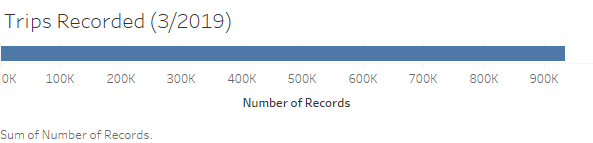 Trips Recorded (3/2019)
0K 100K 200K 300K 400K 500K 600K 700K 800K 900K
Number of Records
Sum of Number of Records.